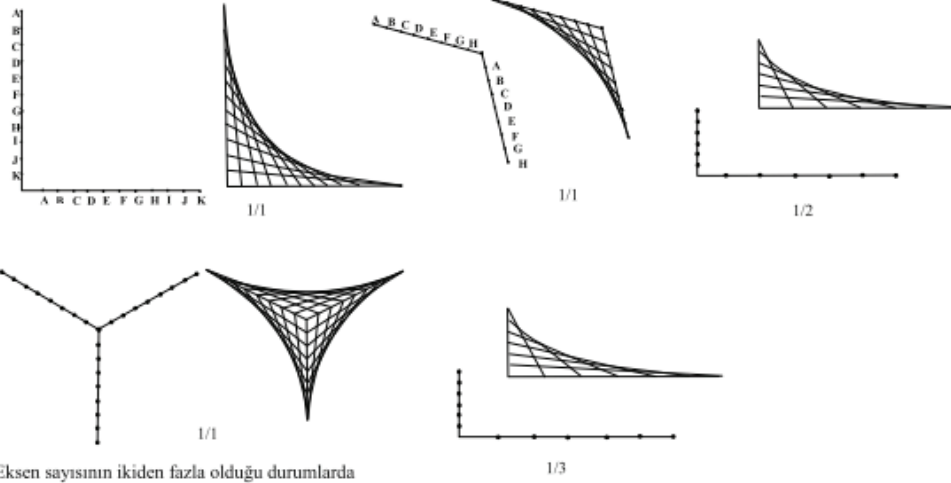 A
B
C
D
E
F
G
H
I
J
K
A B C D E F G H I J K
1/1
A B C D E F G H
A
B
C
D
E
F
G
H
1/1
1/2
1/1
Eksen sayısının ikiden fazla olduğu durumlarda
1/3